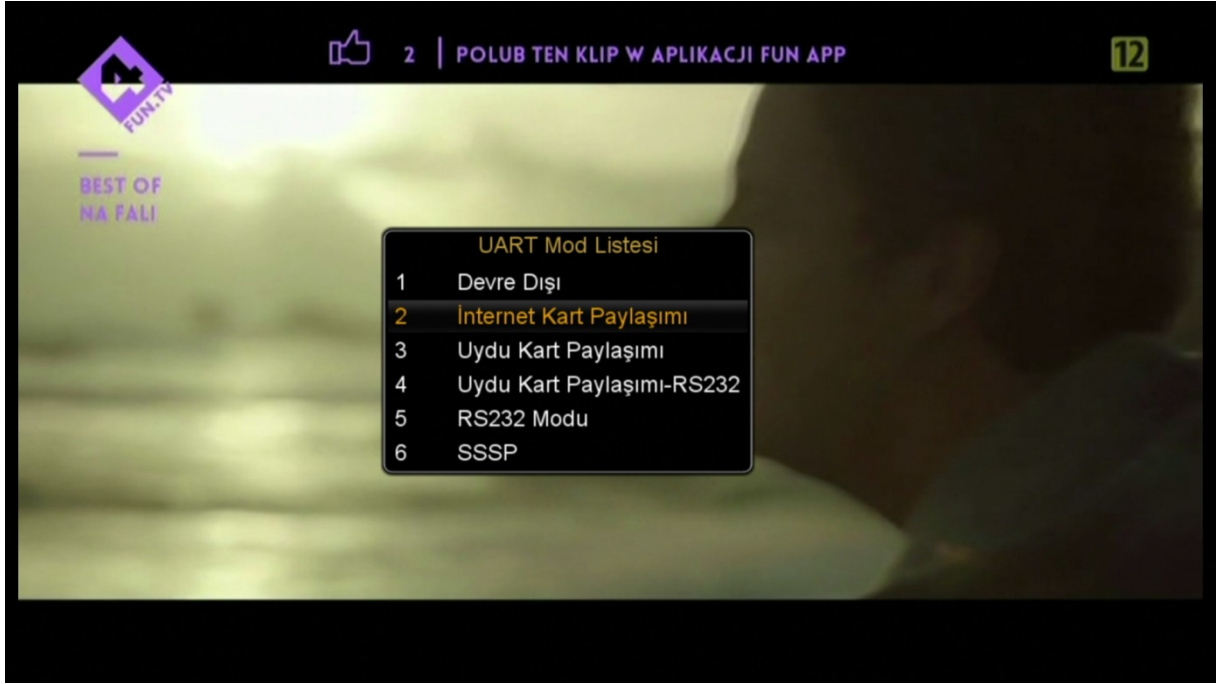 2 | POLUB TEN KLIP W APLIKACJI FUN APP
12
4
FUN.TV
BEST OF
NA FALI
UART Mod Listesi
1 Devre Dışı
2 İnternet Kart Paylaşımı
3 Uydu Kart Paylaşımı
4 Uydu Kart Paylaşımı-RS232
5 RS232 Modu
6 SSSP